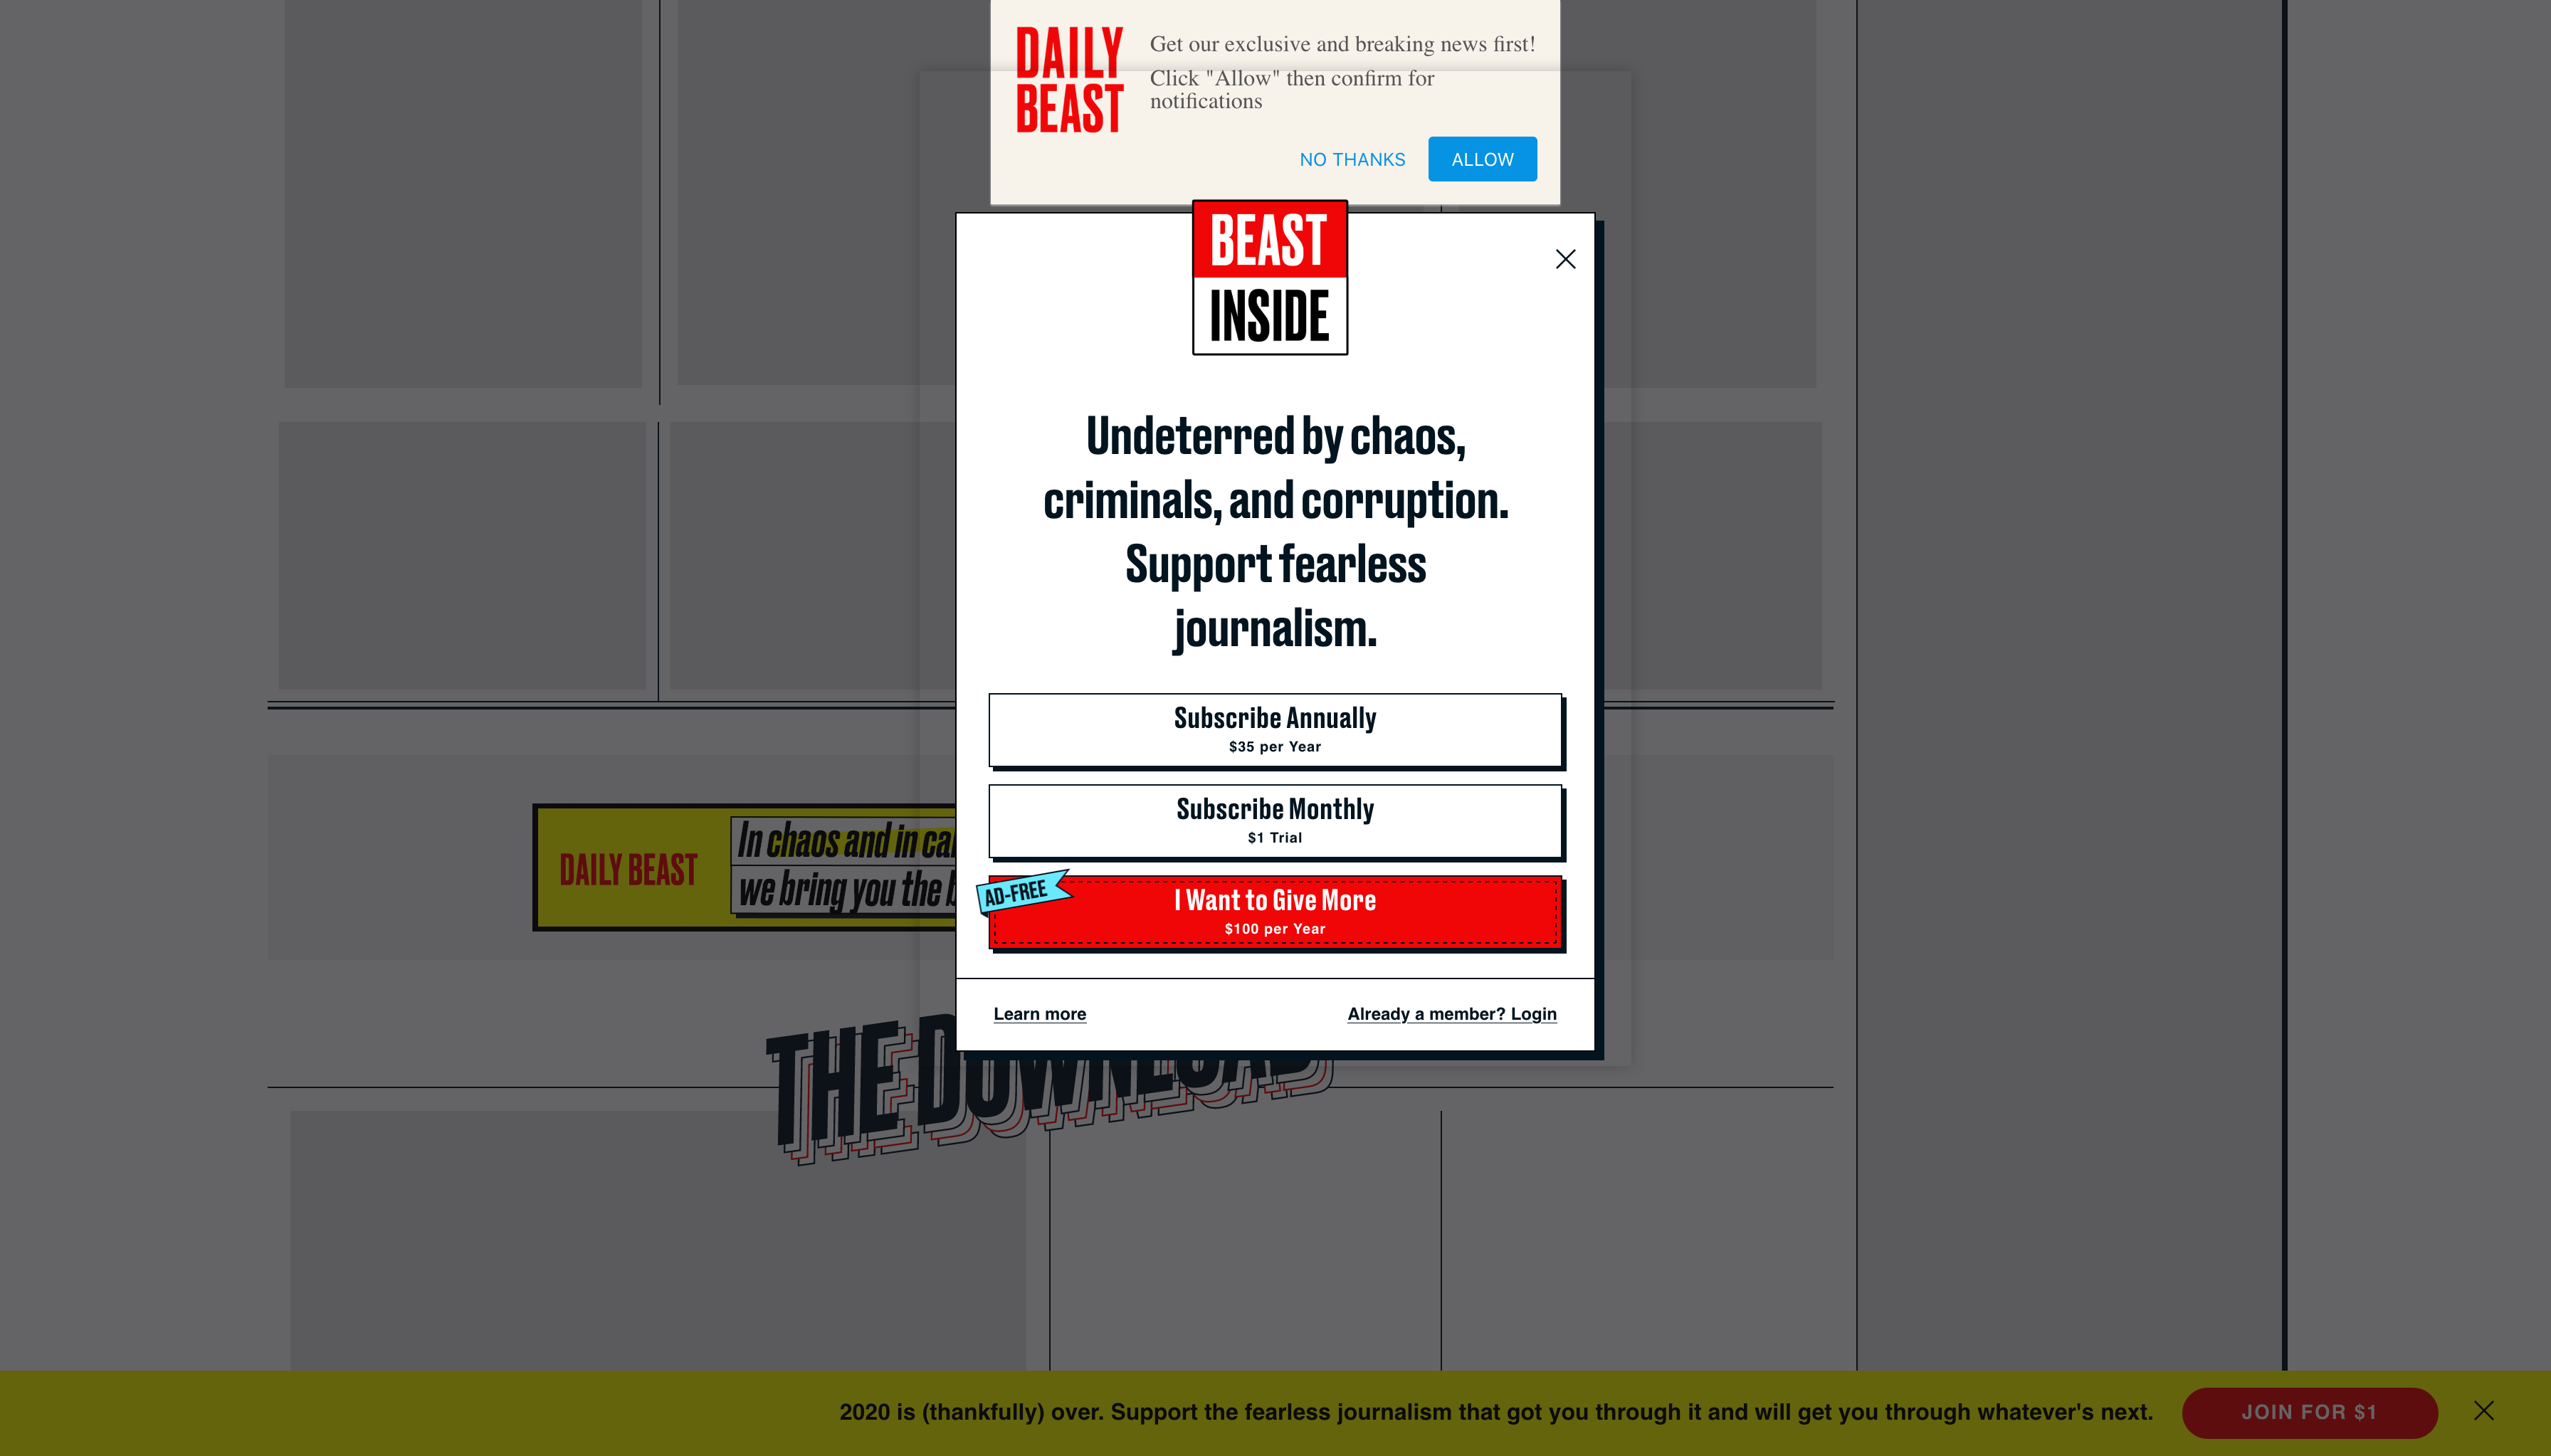 DAILY
BEAST
Get our exclusive and breaking news first!
Click "Allow" then confirm for
notifications
NO THANKS
ALLOW
BEAST
INSIDE
Undeterred by chaos,
criminals, and corruption.
Support fearless
journalism.
Subscribe Annually
$35 per Year
Subscribe Monthly
$1 Trial
AD-FREE
I Want to Give More
$100 per Year
Learn more
Already a member? Login
DAILY BEAST
In chaos and in
we bring you the
THE DOWNLOAD
2020 is (thankfully) over. Support the fearless journalism that got you through it and will get you through whatever's next.
JOIN FOR $1